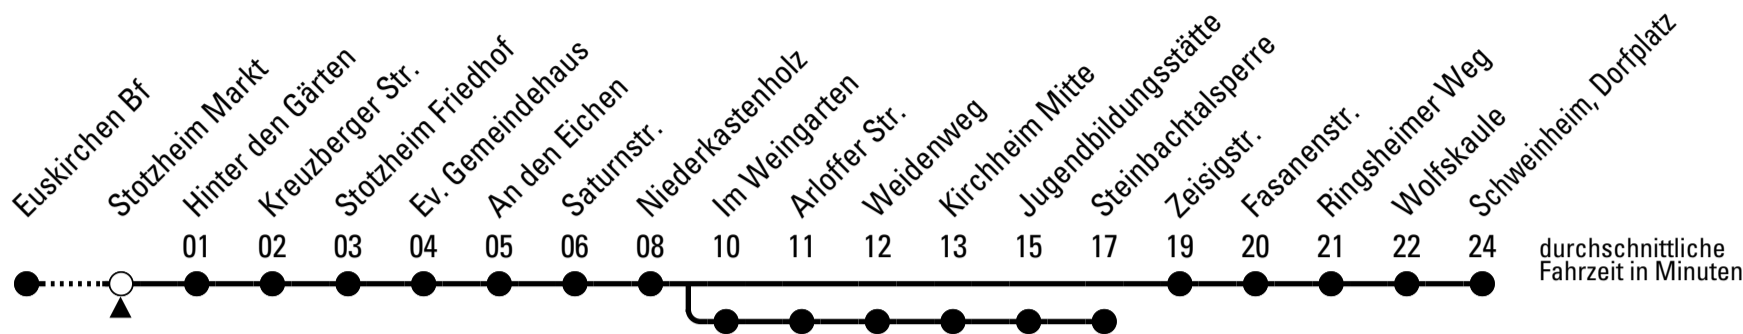 Euskirchen Bf
Stotzheim Markt
Hinter den Gärten
Kreuzberger Str.
Stotzheim Friedhof
Ev. Gemeindehaus
An den Eichen
Saturnstr.
Niederkastenholz
Im Weingarten
Arloffer Str.
Weidenweg
Kirchheim Mitte
Jugendbildungsstätte
Steinbachtalsperre
Zeisigstr.
Fasanenstr.
Ringsheimer Weg
Wolfskaule
Schweinheim, Dorfplatz
01 02 03 04 05 06 08 10 11 12 13 15 17 19 20 21 22 24
durchschnittliche
Fahrzeit in Minuten